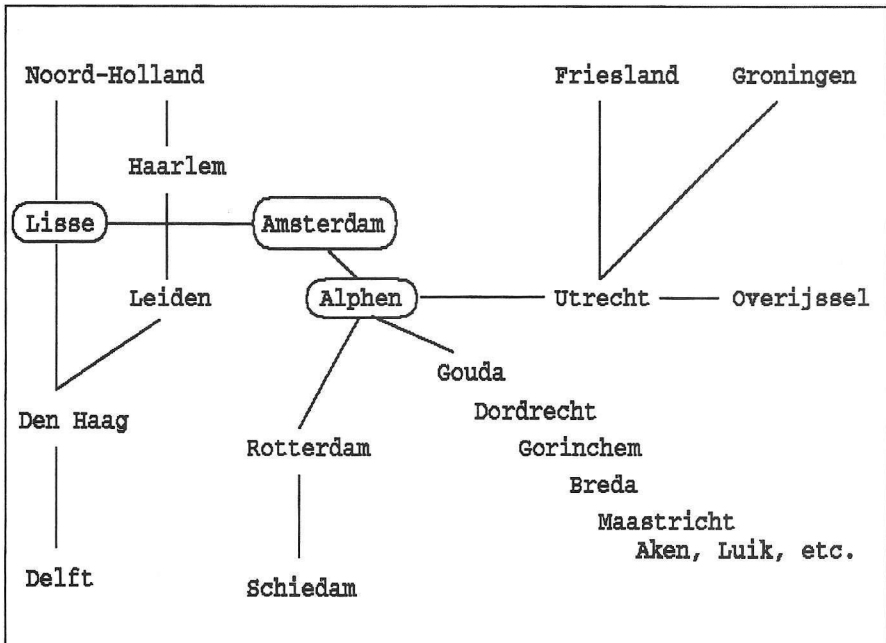 Noord-Holland Friesland Groningen
Haarlem
Lisse Amsterdam
Leiden Alphen Utrecht Overijssel
Gouda
Den Haag Dordrecht
Rotterdam Gorinchem
Breda
Maastricht
Aken, Luik, etc.
Delft Schiedam